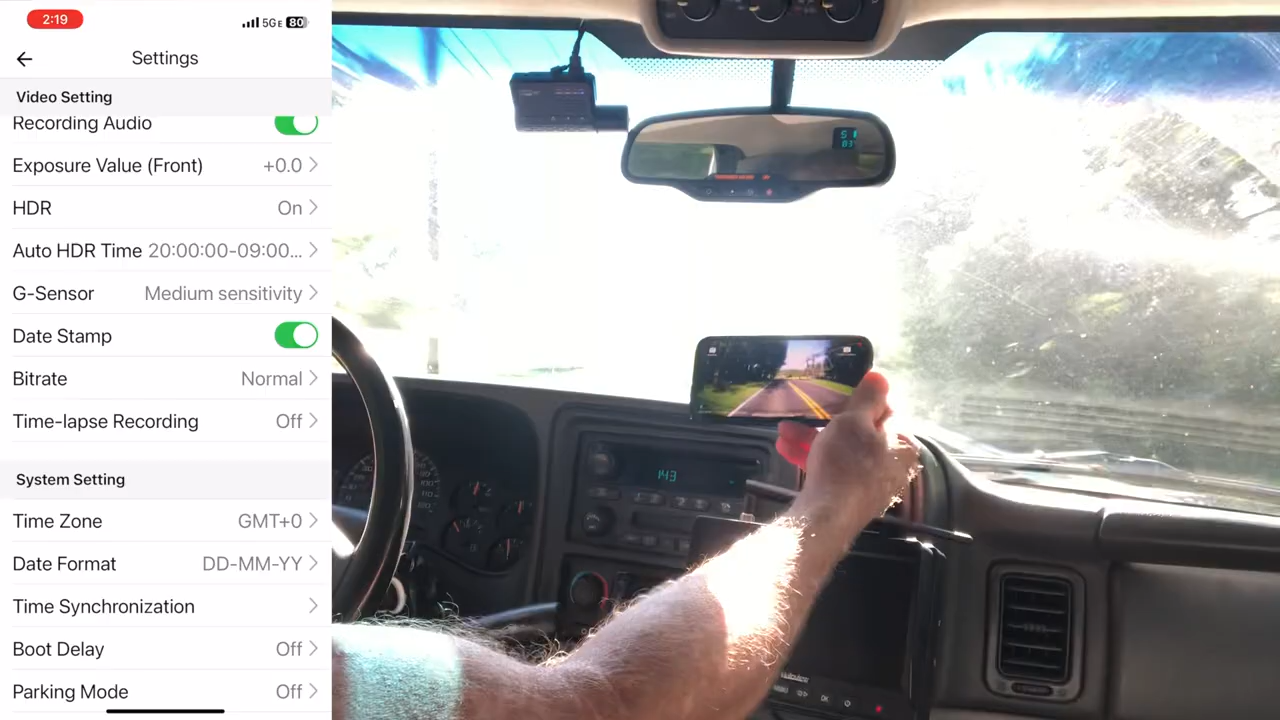 2:19
5GE 80
Settings
Video Setting
Recording Audio
Exposure Value (Front) +0.0
HDR On
Auto HDR Time 20:00:00-09:00...
G-Sensor Medium sensitivity
Date Stamp
Bitrate Normal
Time-lapse Recording Off
System Setting
Time Zone GMT+0
Date Format DD-MM-YY
Time Synchronization
Boot Delay Off
Parking Mode Off
143